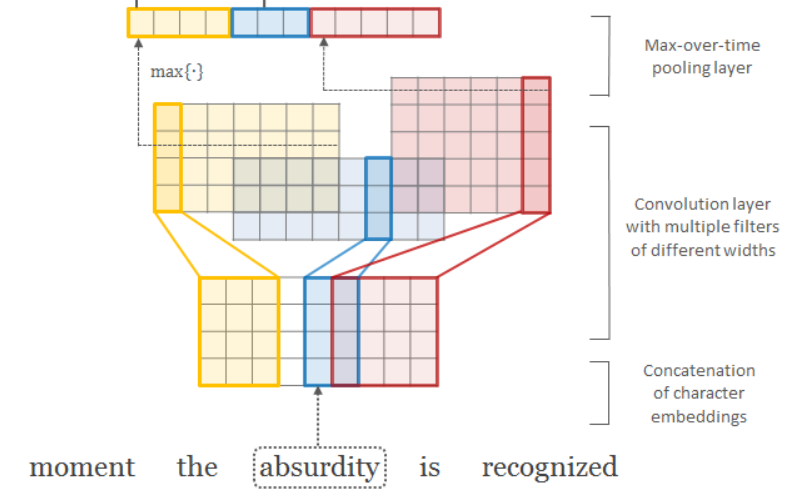 Max-over-time
pooling layer
max{·}
Convolution layer
with multiple filters
of different widths
Concatenation
of character
embeddings
moment the absurdity is recognized